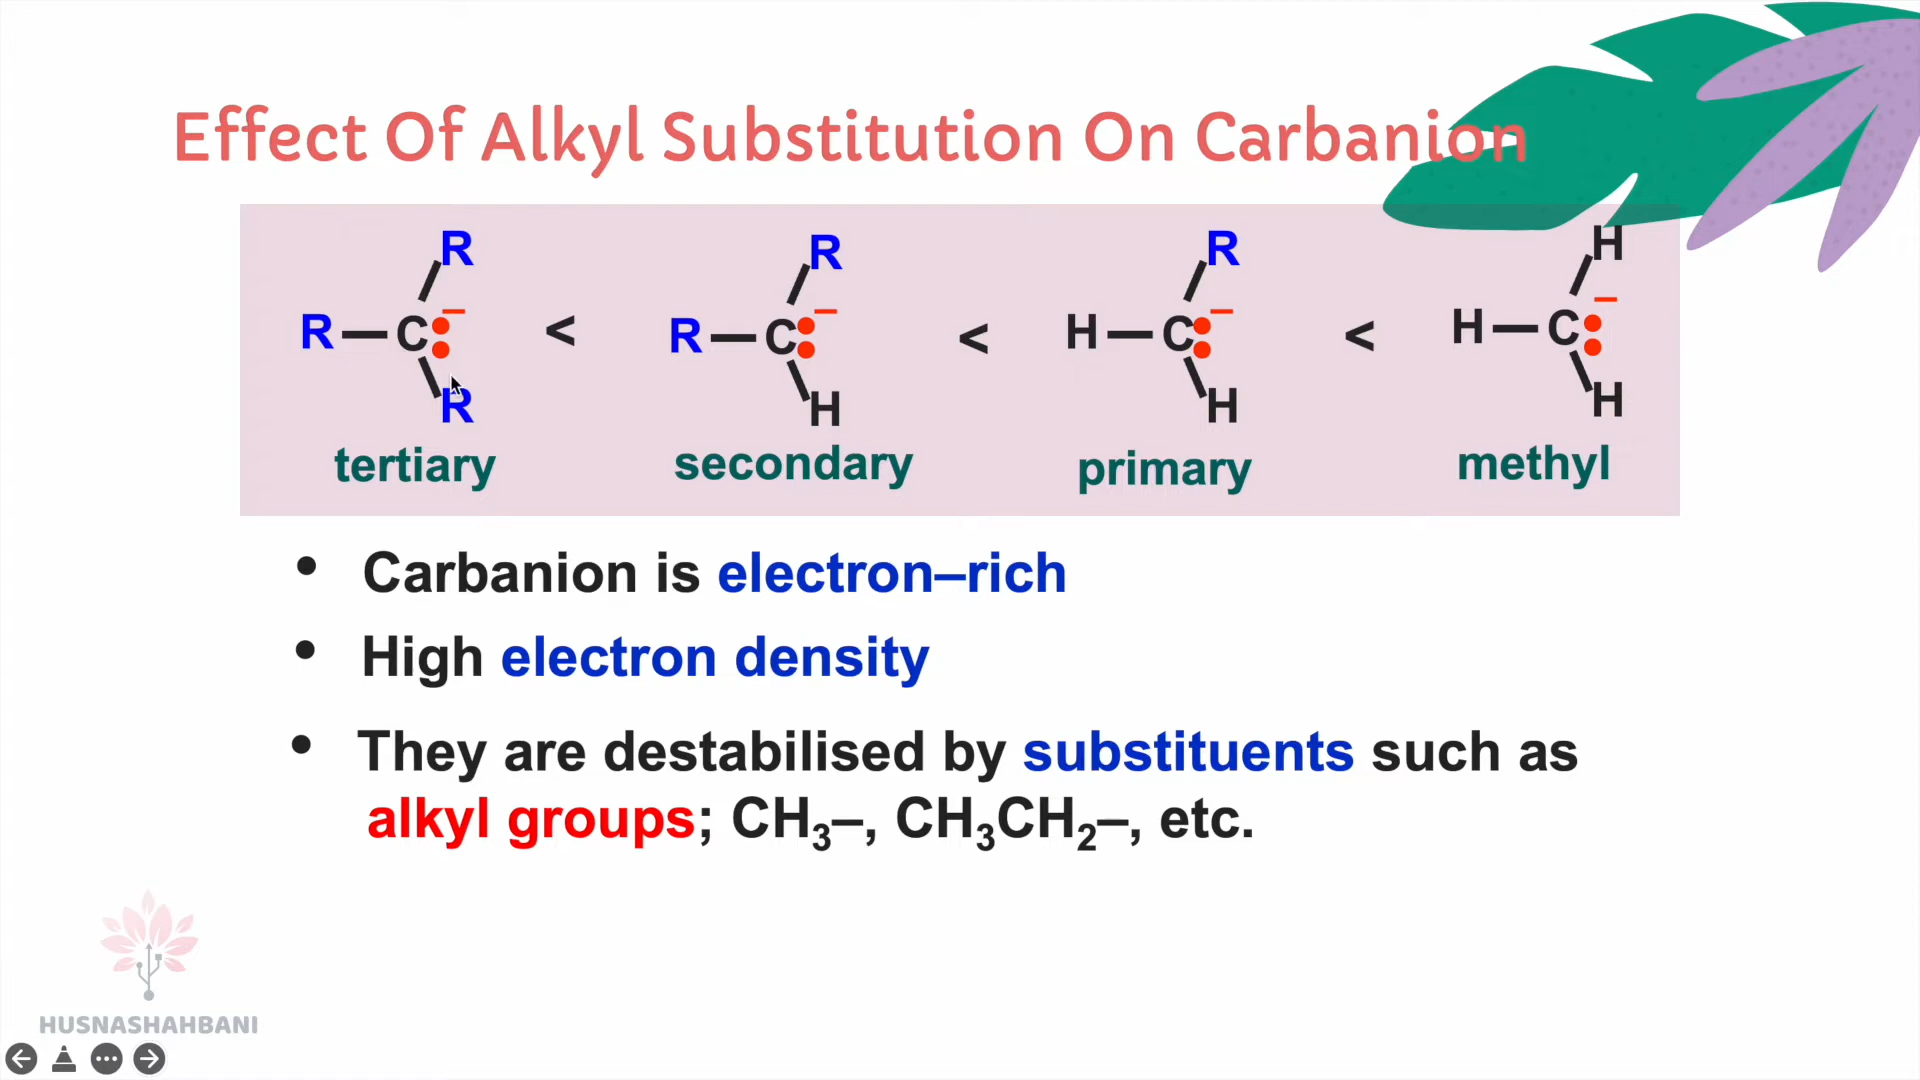 Effect Of Alkyl Substitution On Carbanion
R R R H
R—C:⁻ < R—C:⁻ < H—C:⁻ < H—C:⁻
R H H H
tertiary secondary primary methyl
• Carbanion is electron–rich
• High electron density
• They are destabilised by substituents such as
alkyl groups; CH₃–, CH₃CH₂–, etc.
HUSNASHAHBANI